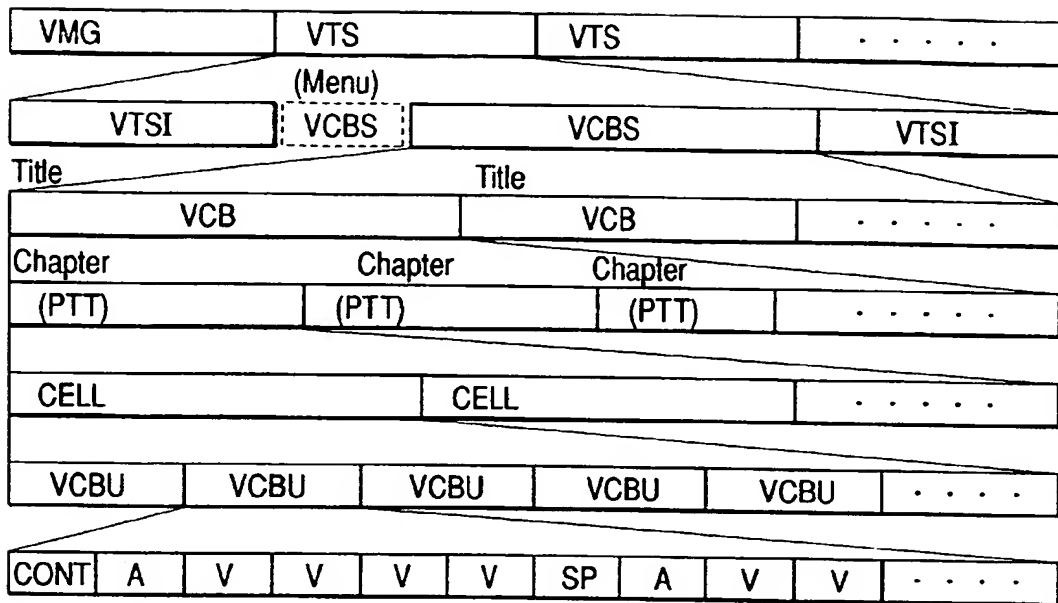 VMG VTS VTS . . . . .
(Menu)
VTSI VCBS VCBS VTSI
Title Title
VCB VCB . . . . .
Chapter Chapter Chapter
(PTT) (PTT) (PTT) . . . . .
CELL CELL . . . . .
VCBU VCBU VCBU VCBU VCBU . . . .
CONT A V V V V SP A V V . . . .